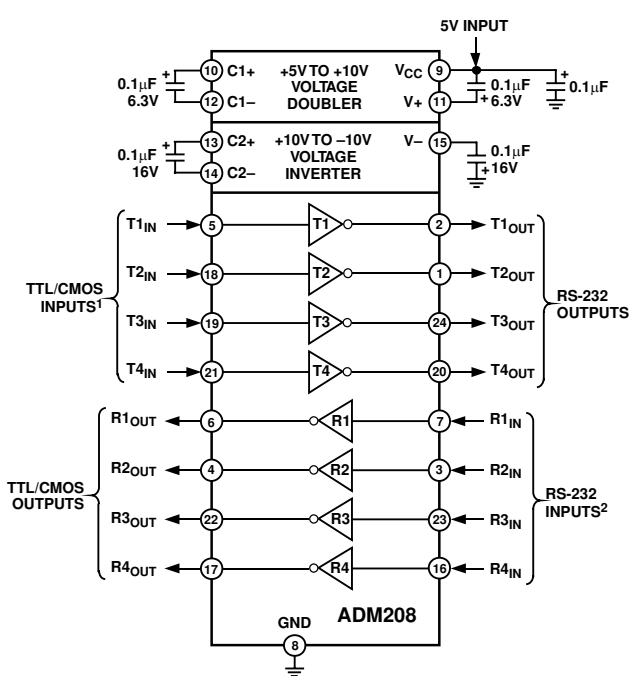 5V INPUT
0.1μF
6.3V
+
10 C1+
12 C1–
+5V TO +10V
VOLTAGE
DOUBLER
VCC 9
V+ 11
+
0.1μF
+ 6.3V
+
0.1μF
0.1μF
16V
+
13 C2+
14 C2–
+10V TO –10V
VOLTAGE
INVERTER
V– 15
0.1μF
+ 16V
TTL/CMOS
INPUTS1
T1IN 5 T1 2 T1OUT
T2IN 18 T2 1 T2OUT
T3IN 19 T3 24 T3OUT
T4IN 21 T4 20 T4OUT
RS-232
OUTPUTS
TTL/CMOS
OUTPUTS
R1OUT 6 R1 7 R1IN
R2OUT 4 R2 3 R2IN
R3OUT 22 R3 23 R3IN
R4OUT 17 R4 16 R4IN
RS-232
INPUTS2
GND
8
ADM208